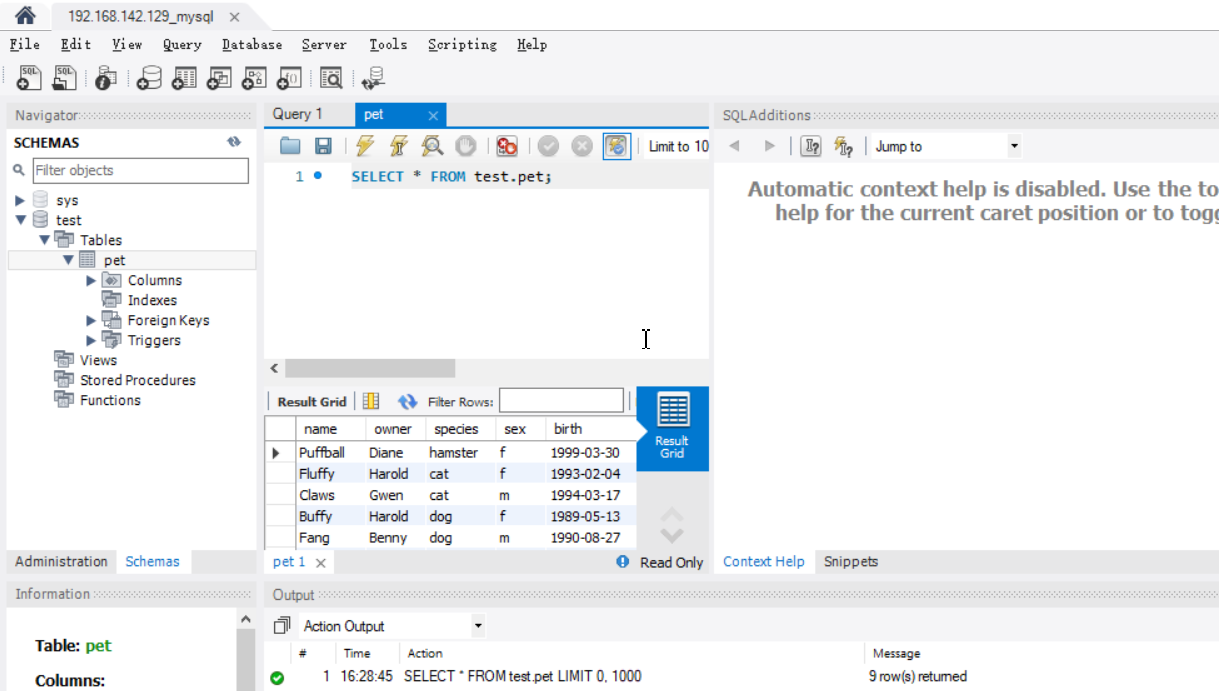 192.168.142.129_mysql
File Edit View Query Database Server Tools Scripting Help
Navigator
SCHEMAS
Filter objects
sys
test
Tables
pet
Columns
Indexes
Foreign Keys
Triggers
Views
Stored Procedures
Functions
Administration Schemas
Information
Table: pet
Columns:
Query 1 pet
Limit to 10
1 SELECT * FROM test.pet;
Result Grid Filter Rows:
name owner species sex birth
Puffball Diane hamster f 1999-03-30
Fluffy Harold cat f 1993-02-04
Claws Gwen cat m 1994-03-17
Buffy Harold dog f 1989-05-13
Fang Benny dog m 1990-08-27
Result
Grid
pet 1 Read Only
SQLAdditions
Jump to
Automatic context help is disabled. Use the to
help for the current caret position or to togg
Context Help Snippets
Output
Action Output
# Time Action Message
1 16:28:45 SELECT * FROM test.pet LIMIT 0, 1000 9 row(s) returned